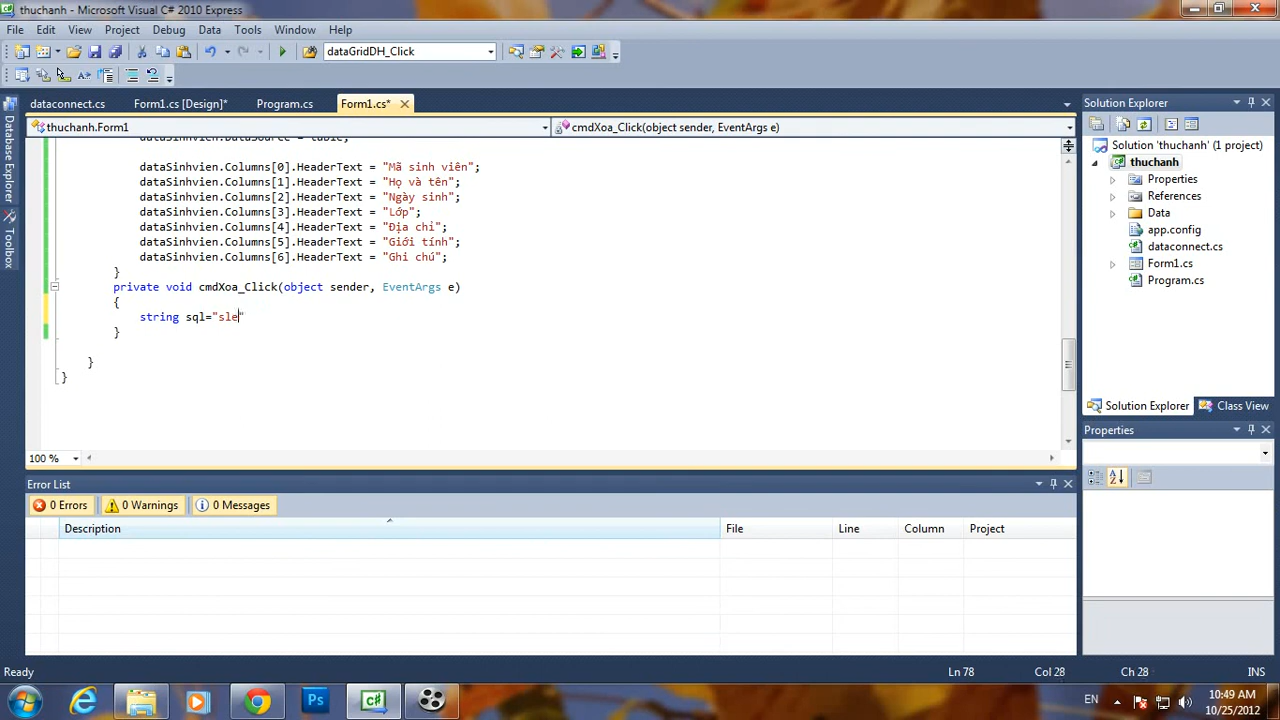 thuchanh - Microsoft Visual C# 2010 Express
File Edit View Project Debug Data Tools Window Help
dataGridDH_Click
dataconnect.cs Form1.cs [Design]* Program.cs Form1.cs*
thuchanh.Form1 cmdXoa_Click(object sender, EventArgs e)
dataSinhvien.DataSource = table;
dataSinhvien.Columns[0].HeaderText = "Mã sinh viên";
dataSinhvien.Columns[1].HeaderText = "Họ và tên";
dataSinhvien.Columns[2].HeaderText = "Ngày sinh";
dataSinhvien.Columns[3].HeaderText = "Lớp";
dataSinhvien.Columns[4].HeaderText = "Địa chỉ";
dataSinhvien.Columns[5].HeaderText = "Giới tính";
dataSinhvien.Columns[6].HeaderText = "Ghi chú";
}
private void cmdXoa_Click(object sender, EventArgs e)
{
string sql="sle"
}
}
}
100 %
Database Explorer
Toolbox
Solution Explorer
Solution 'thuchanh' (1 project)
thuchanh
Properties
References
Data
app.config
dataconnect.cs
Form1.cs
Program.cs
Solution Explorer Class View
Properties
Error List
0 Errors 0 Warnings 0 Messages
Description File Line Column Project
Ready Ln 78 Col 28 Ch 28 INS
Ps C# EN 10:49 AM
10/25/2012